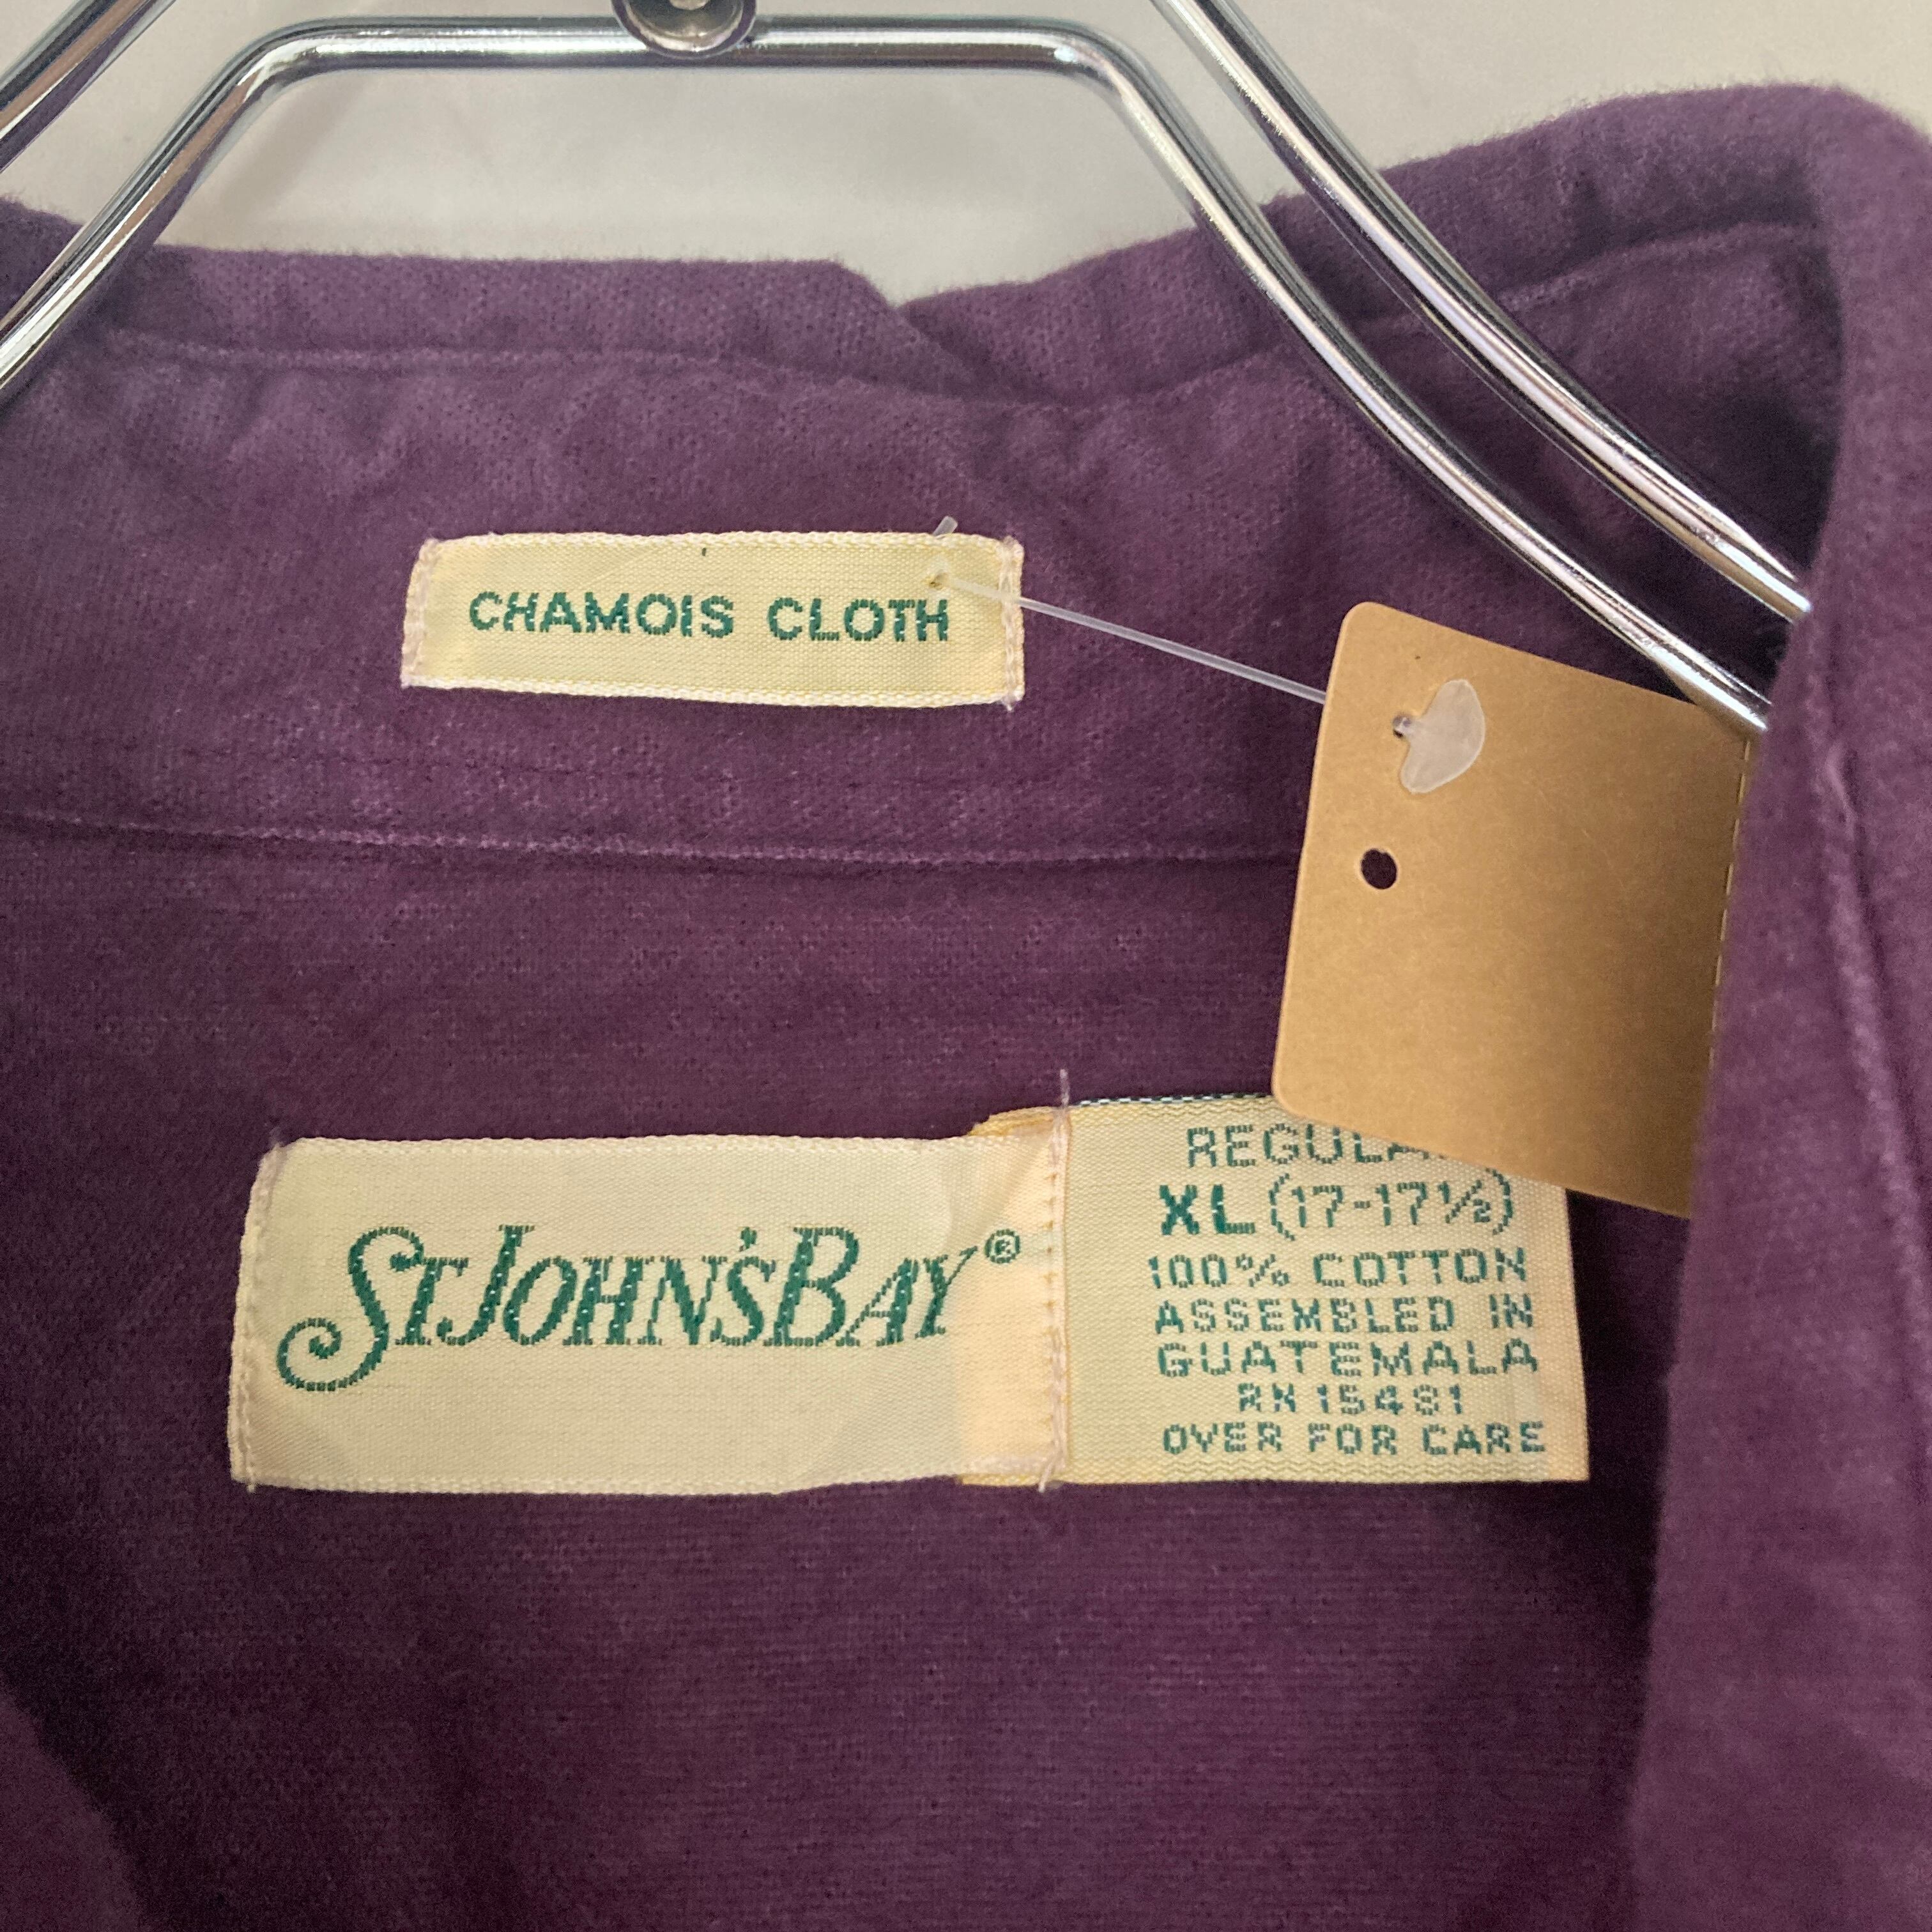 CHAMOIS CLOTH
ST. JOHN'S BAY®
REGULAR
XL (17-17½)
100% COTTON
ASSEMBLED IN
GUATEMALA
RN 15481
OVER FOR CARE